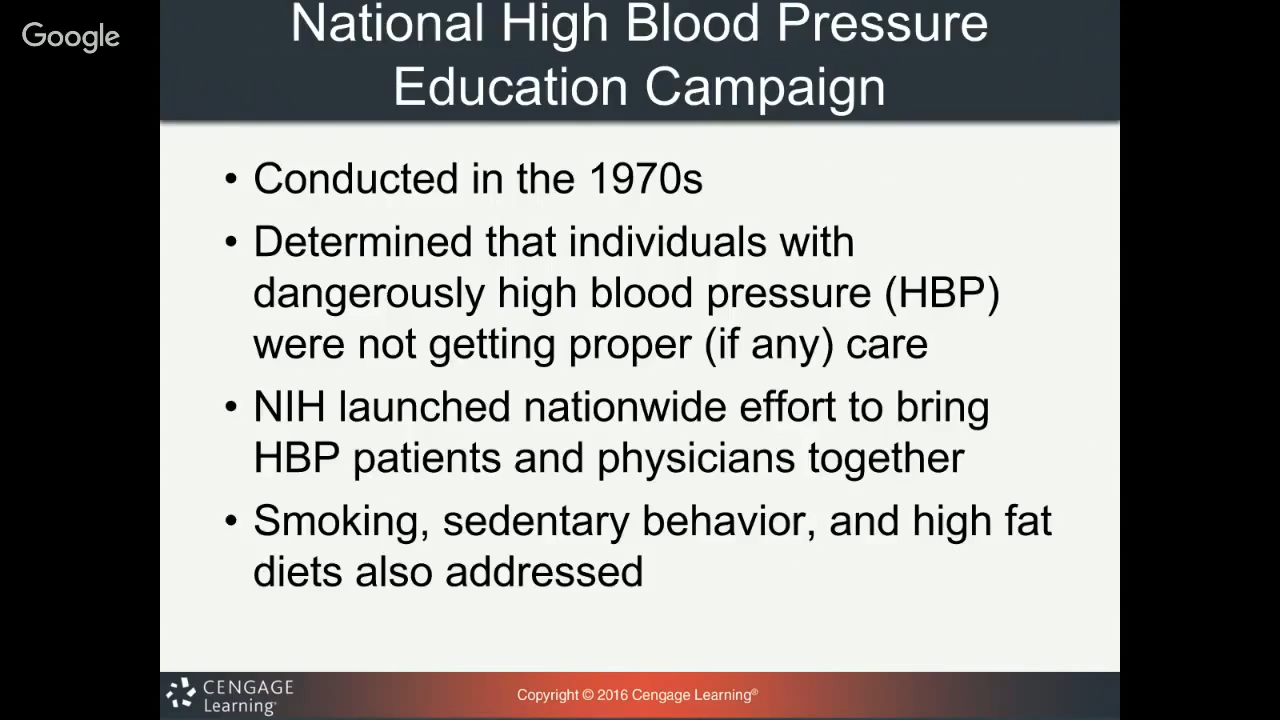 Google
National High Blood Pressure
Education Campaign
• Conducted in the 1970s
• Determined that individuals with
dangerously high blood pressure (HBP)
were not getting proper (if any) care
• NIH launched nationwide effort to bring
HBP patients and physicians together
• Smoking, sedentary behavior, and high fat
diets also addressed
CENGAGE
Learning®
Copyright © 2016 Cengage Learning®